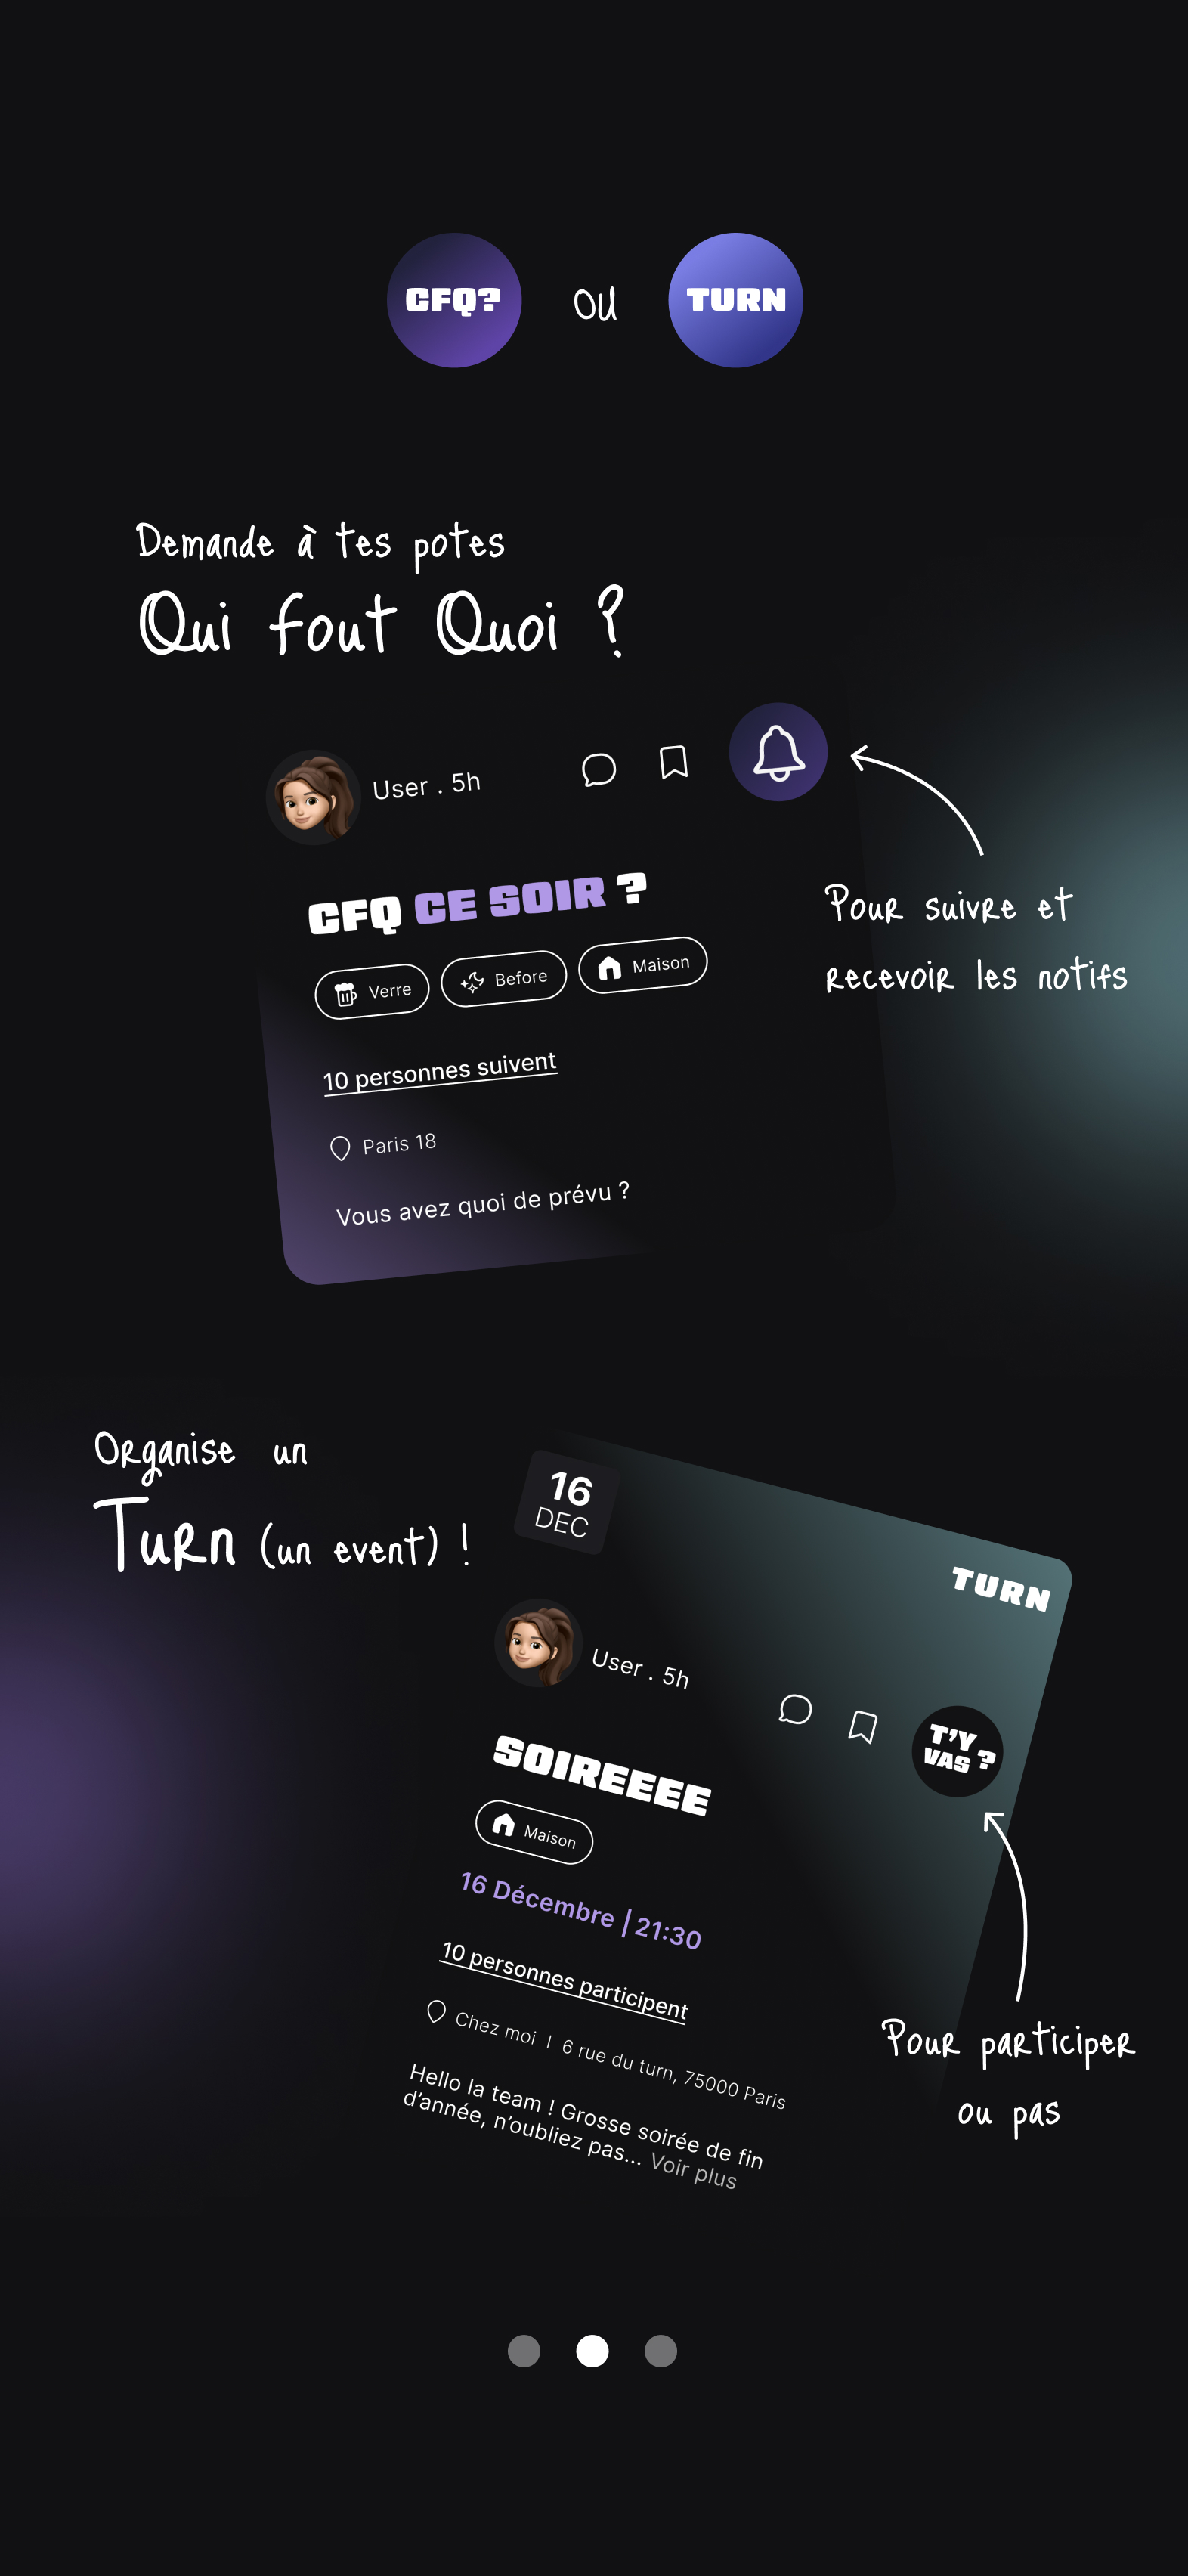 CFQ? ou TURN
Demande à tes potes
Qui fout Quoi ?
User . 5h
CFQ CE SOIR ?
Verre Before Maison
Pour suivre et
recevoir les notifs
10 personnes suivent
Paris 18
Vous avez quoi de prévu ?
Organise un
Turn (un event) !
16
DEC
TURN
User . 5h
T'Y
VAS ?
SOIREEEE
Maison
16 Décembre | 21:30
10 personnes participent
Chez moi | 6 rue du turn, 75000 Paris
Hello la team ! Grosse soirée de fin
d'année, n'oubliez pas... Voir plus
Pour participer
ou pas